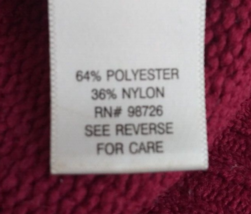 64% POLYESTER
36% NYLON
RN# 96726
SEE REVERSE
FOR CARE